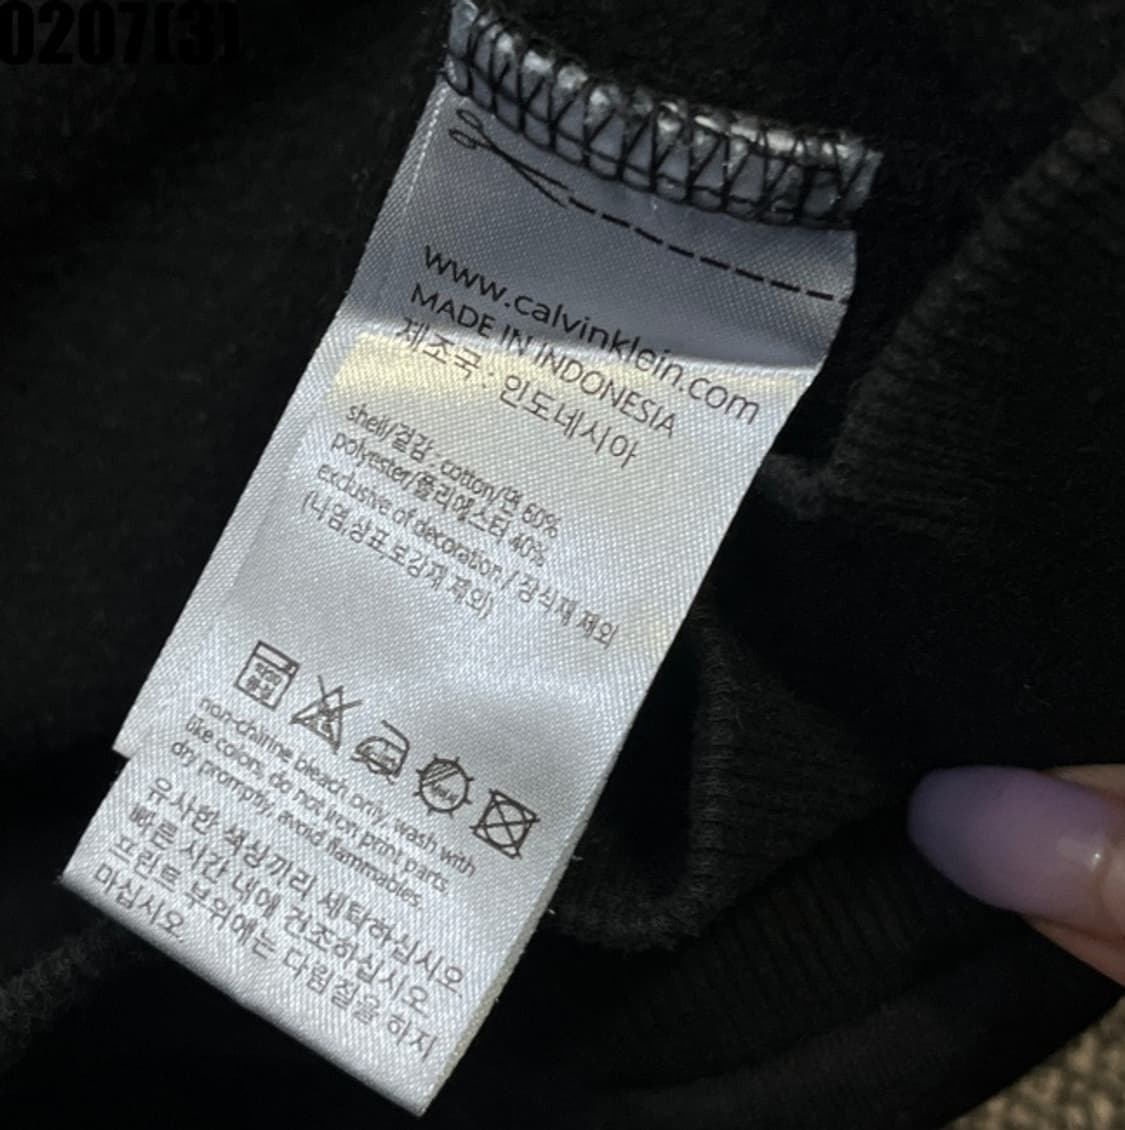 0207(3)
www.calvinklein.com
MADE IN INDONESIA
제조국 : 인도네시아
shell/겉감 : cotton/면 60%
polyester/폴리에스터 40%
exclusive of decoration / 장식재 제외
(나염,상표,보강재 제외)
non-chlrine bleach only, wash with
like colors, do not iron print parts.
dry promptly, avoid flammables.
유사한 색상끼리 세탁하십시오.
빠른 시간 내에 건조하십시오.
프린트 부위에는 다림질을 하지
마십시오.